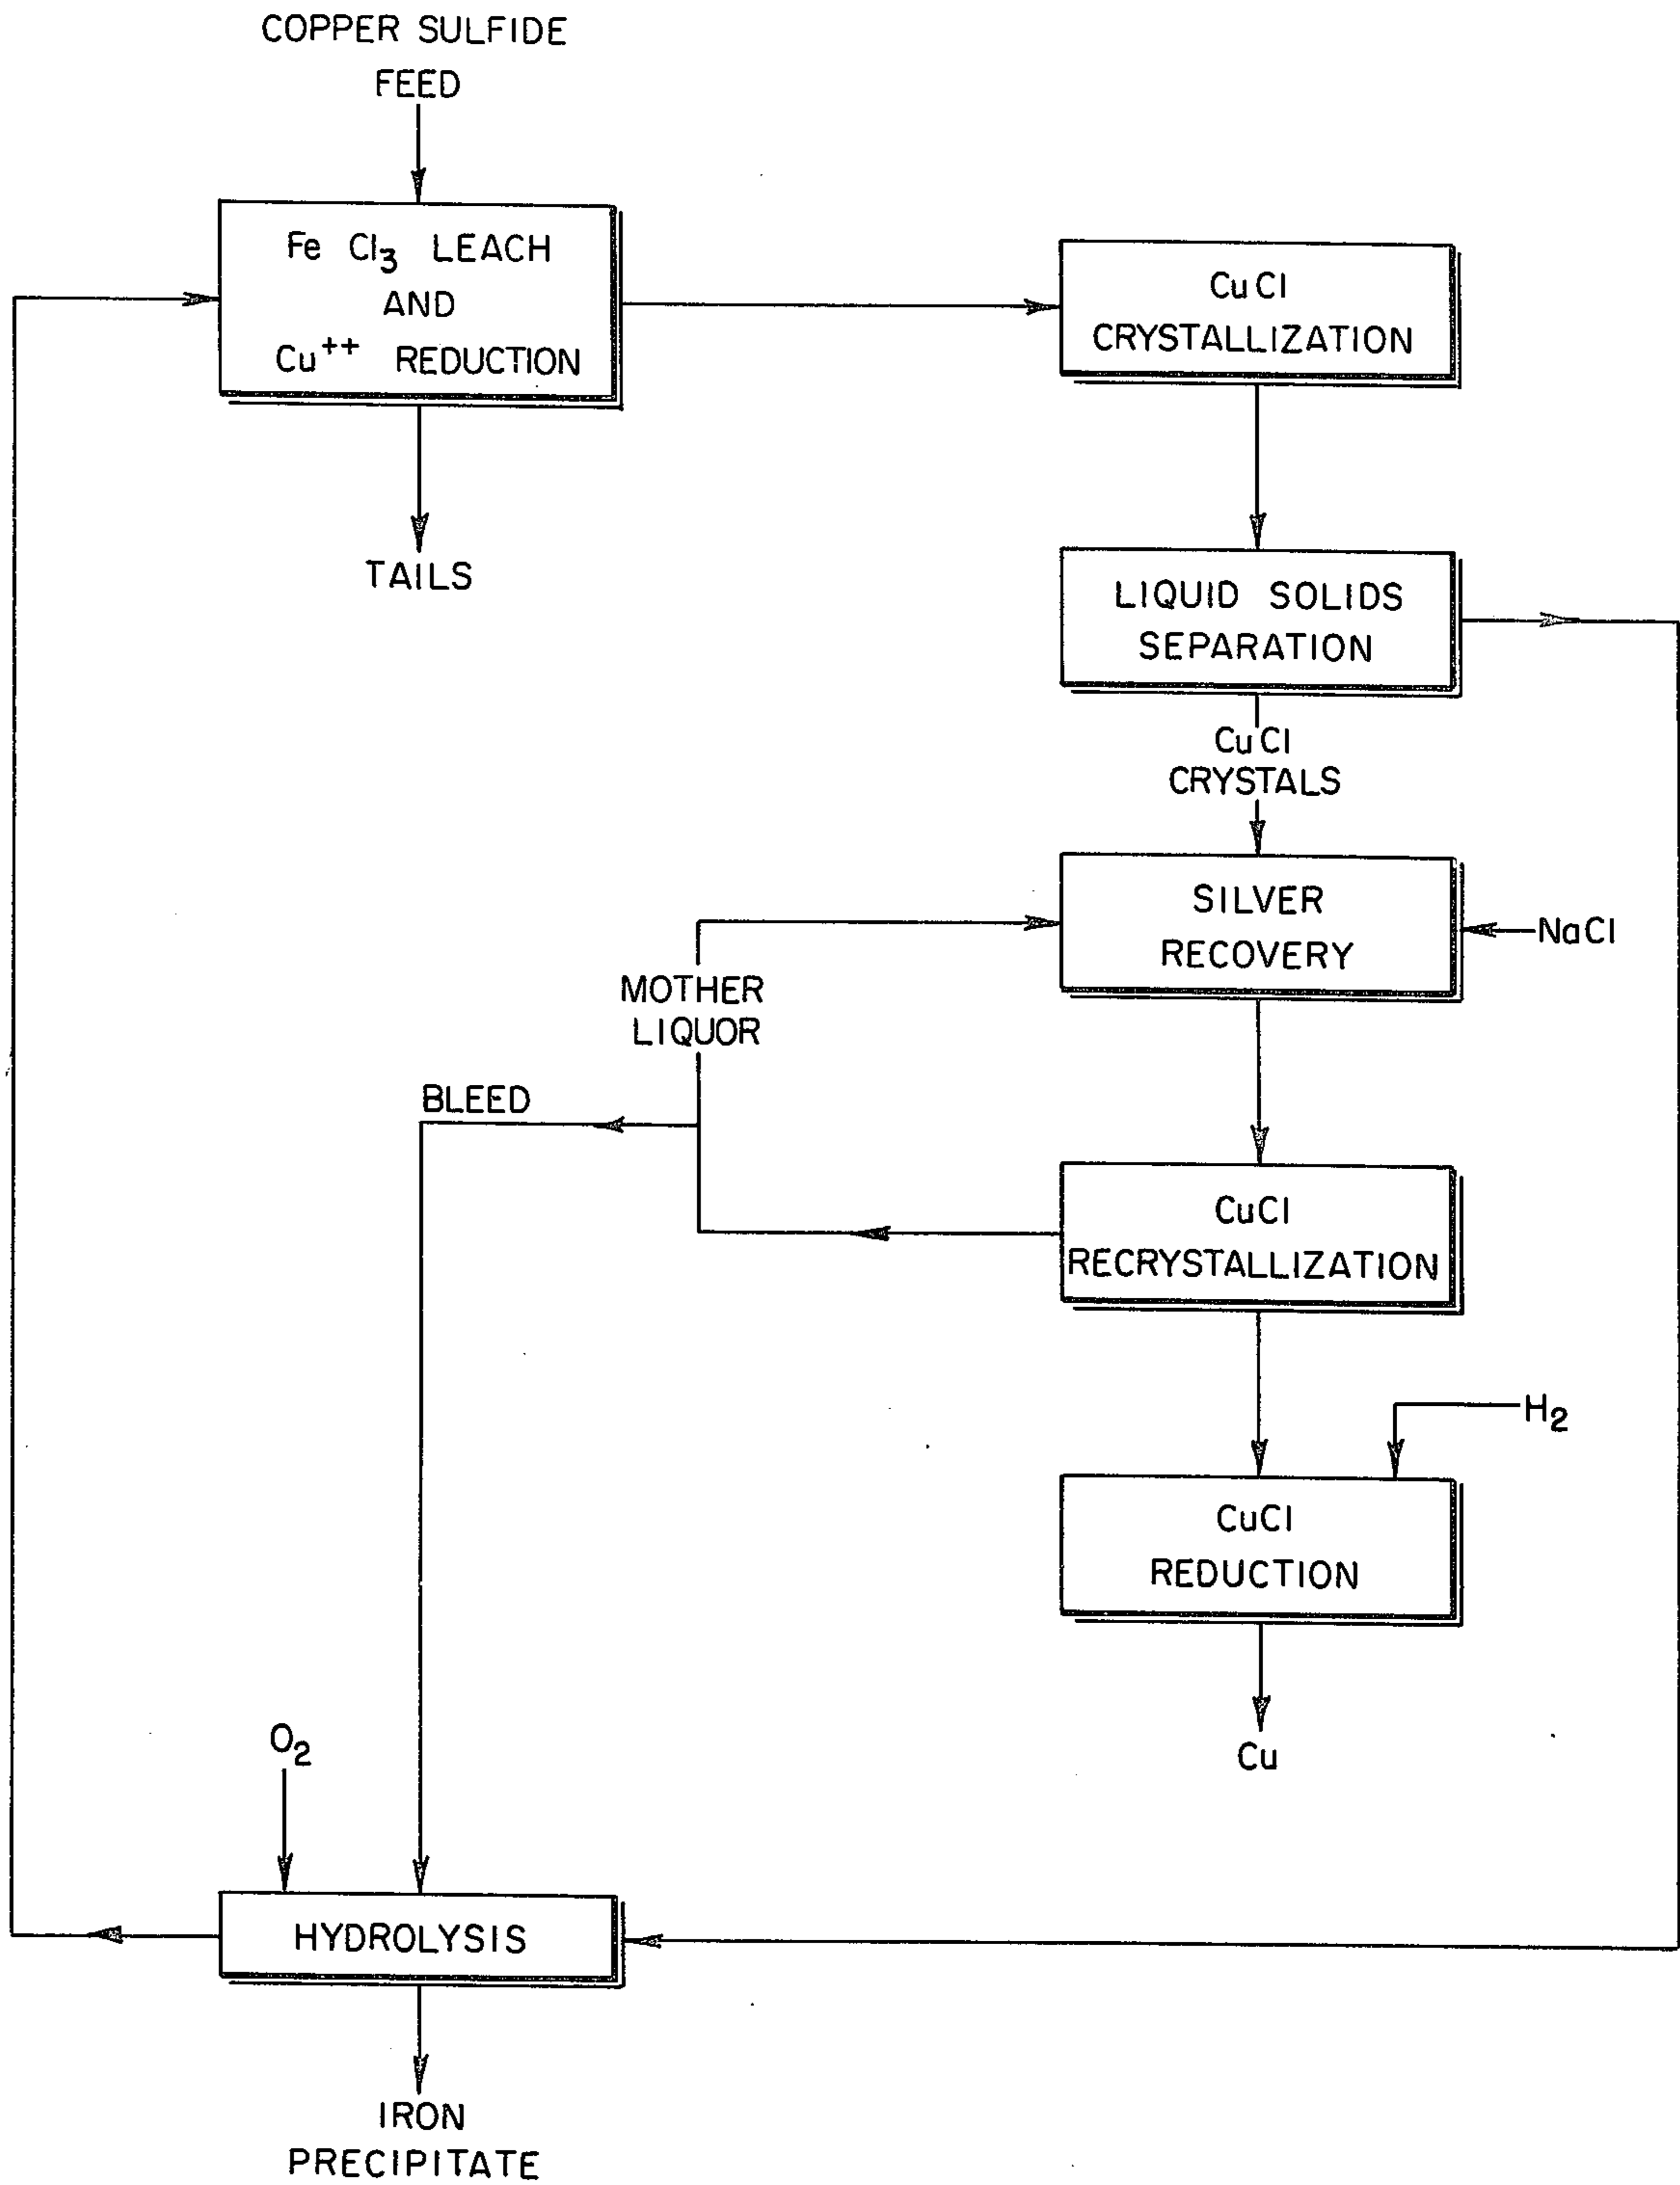 COPPER SULFIDE
FEED
Fe Cl₃ LEACH
AND
Cu⁺⁺ REDUCTION
TAILS
CuCl
CRYSTALLIZATION
LIQUID SOLIDS
SEPARATION
CuCl
CRYSTALS
SILVER
RECOVERY
NaCl
MOTHER
LIQUOR
BLEED
CuCl
RECRYSTALLIZATION
H₂
CuCl
REDUCTION
Cu
O₂
HYDROLYSIS
IRON
PRECIPITATE